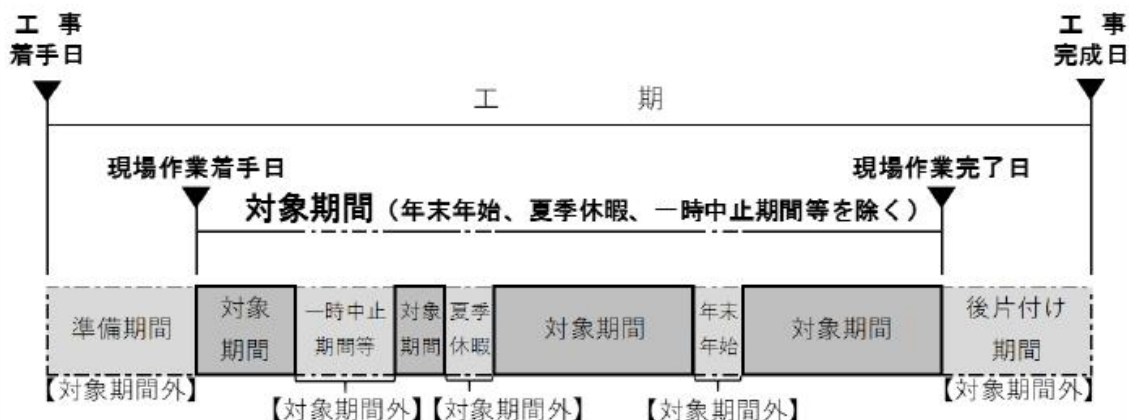 工 事
着手日
工 事
完成日
工 期
現場作業着手日
現場作業完了日
対象期間(年末年始、夏季休暇、一時中止期間等を除く)
準備期間
対象
期間
一時中止
期間等
対象
期間
夏季
休暇
対象期間
年末
年始
対象期間
後片付け
期間
【対象期間外】
【対象期間外】
【対象期間外】
【対象期間外】
【対象期間外】